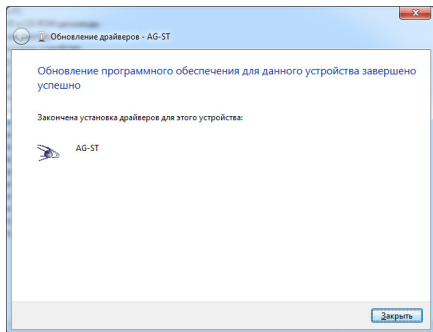 Обновление драйверов - AG-ST
Обновление программного обеспечения для данного устройства завершено
успешно
Закончена установка драйверов для этого устройства:
AG-ST
Закрыть